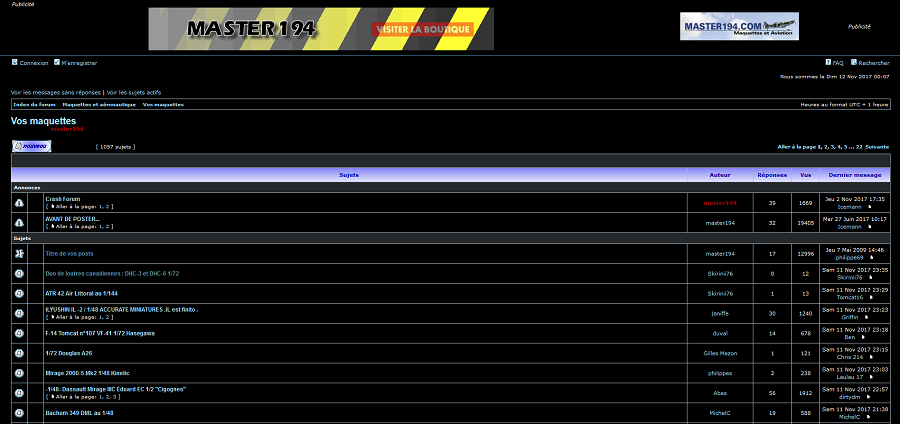 Publicité
MASTER 194 VISITER LA BOUTIQUE
MASTER194.COM
Maquettes et Aviation
Publicité
Connexion M'enregistrer FAQ Rechercher
Nous sommes le Dim 12 Nov 2017 00:07
Voir les messages sans réponses | Voir les sujets actifs
Index du forum Maquettes et aéronautique Vos maquettes Heures au format UTC + 1 heure
Vos maquettes
master194
nouveau [ 1037 sujets ] Aller à la page 1, 2, 3, 4, 5 ... 22 Suivante
Sujets Auteur Réponses Vus Dernier message
Annonces
Crash Forum
[ Aller à la page: 1, 2 ]
master194 39 1669 Jeu 2 Nov 2017 17:35
Icemann
AVANT DE POSTER...
[ Aller à la page: 1, 2 ]
master194 32 19405 Mar 27 Juin 2017 10:17
Icemann
Sujets
Titre de vos posts master194 17 12996 Jeu 7 Mai 2009 14:46
philippe69
Duo de loutres canadiennes : DHC-3 et DHC-6 1/72 Skirini76 0 12 Sam 11 Nov 2017 23:35
Skirini76
ATR 42 Air Littoral au 1/144 Skirini76 1 13 Sam 11 Nov 2017 23:29
Tomcat16
ILYUSHIN IL -2 / 1/48 ACCURATE MINIATURES .IL est finito .
[ Aller à la page: 1, 2 ]
janiffe 30 1240 Sam 11 Nov 2017 23:23
Griffin
F-14 Tomcat n°107 VF-41 1/72 Hasegawa duval 14 678 Sam 11 Nov 2017 23:18
Ben
1/72 Douglas A26 Gilles Mazon 1 121 Sam 11 Nov 2017 23:15
Chris 214
Mirage 2000-5 Mk2 1/48 Kinetic philippes 2 238 Sam 11 Nov 2017 23:03
Laulau 17
.1/48- Dassault Mirage IIIC Eduard EC 1/2 "Cigognes"
[ Aller à la page: 1, 2, 3 ]
Abes 56 1912 Sam 11 Nov 2017 22:57
dirtydm
Bachem 349 DML au 1/48 MichelC 19 588 Sam 11 Nov 2017 21:38
MichelC